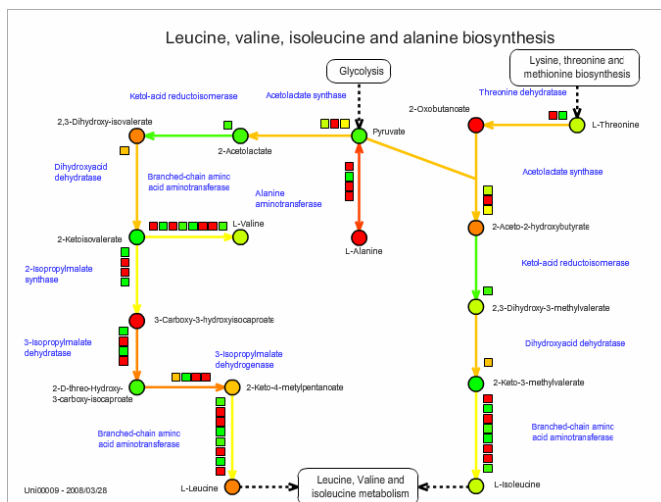 Leucine, valine, isoleucine and alanine biosynthesis
Glycolysis
Lysine, threonine and
methionine biosynthesis
Ketol-acid reductoisomerase
Acetolactate synthase
Threonine dehydratase
2,3-Dihydroxy-isovalerate
2-Acetolactate
Pyruvate
2-Oxobutanoate
L-Threonine
Dihydroxyacid
dehydratase
Branched-chain aminc
acid aminotransferase
Alanine
aminotransferase
Acetolactate synthase
L-Valine
2-Ketoisovalerate
L-Alanine
2-Aceto-2-hydroxybutyrate
2-Isopropylmalate
synthase
Ketol-acid reductoisomerase
2,3-Dihydroxy-3-methylvalerate
3-Carboxy-3-hydroxyisocaproate
3-Isopropylmalate
dehydratase
3-Isopropylmalate
dehydrogenase
Dihydroxyacid dehydratase
2-D-threo-Hydroxy-
3-carboxy-isocaproate
2-Keto-4-metylpentanoate
2-Keto-3-methylvalerate
Branched-chain aminc
acid aminotransferase
Branched-chain aminc
acid aminotransferase
L-Leucine
Leucine, Valine and
isoleucine metabolism
L-Isoleucine
Uni00009 - 2008/03/28